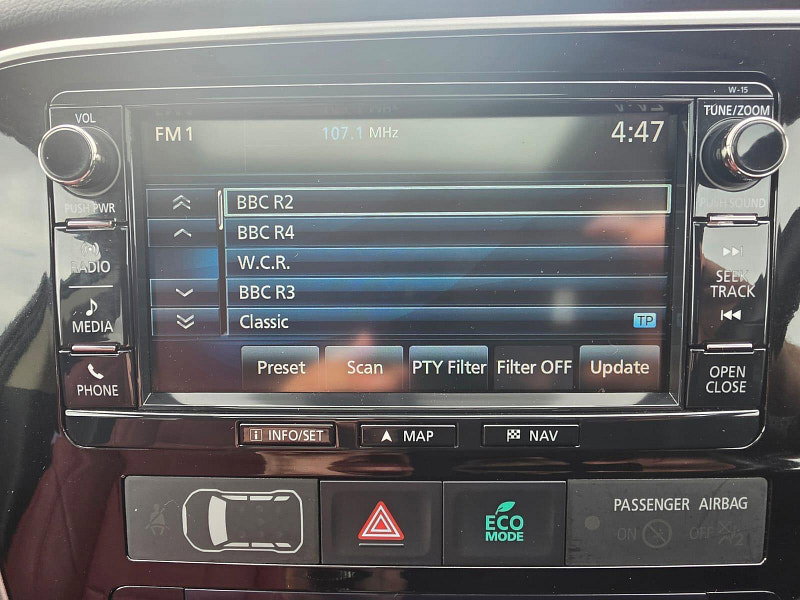 W-15
VOL
TUNE/ZOOM
FM1 107.1 MHz 4:47
PUSH PWR
PUSH SOUND
BBC R2
BBC R4
W.C.R.
BBC R3
Classic TP
RADIO
MEDIA
PHONE
SEEK
TRACK
OPEN
CLOSE
Preset Scan PTY Filter Filter OFF Update
i INFO/SET MAP NAV
PASSENGER AIRBAG
ON OFF
ECO
MODE